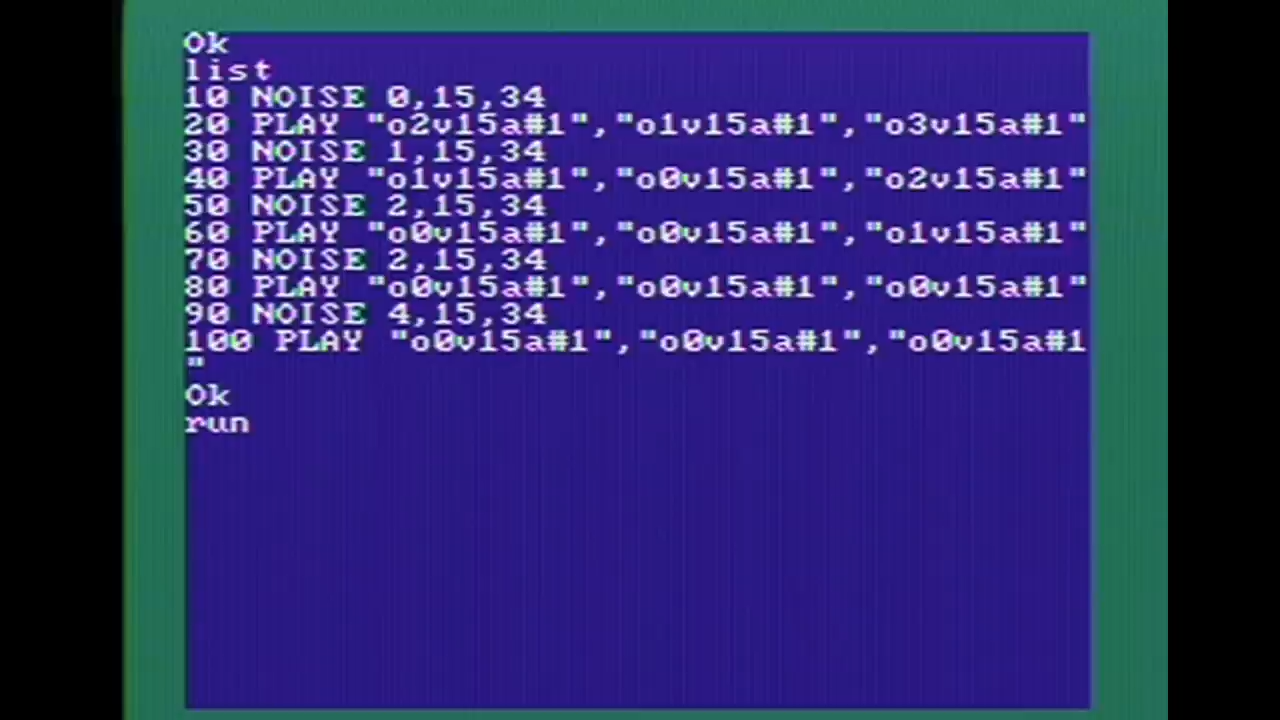 Ok
list
10 NOISE 0,15,34
20 PLAY "o2v15a#1","o1v15a#1","o3v15a#1"
30 NOISE 1,15,34
40 PLAY "o1v15a#1","o0v15a#1","o2v15a#1"
50 NOISE 2,15,34
60 PLAY "o0v15a#1","o0v15a#1","o1v15a#1"
70 NOISE 2,15,34
80 PLAY "o0v15a#1","o0v15a#1","o0v15a#1"
90 NOISE 4,15,34
100 PLAY "o0v15a#1","o0v15a#1","o0v15a#1
"
Ok
run